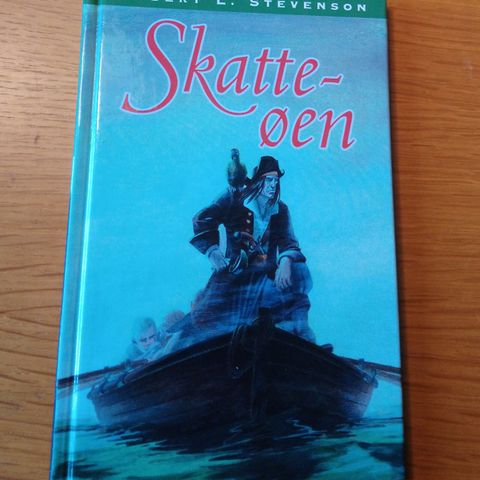 L. STEVENSON
Skatte-
øen